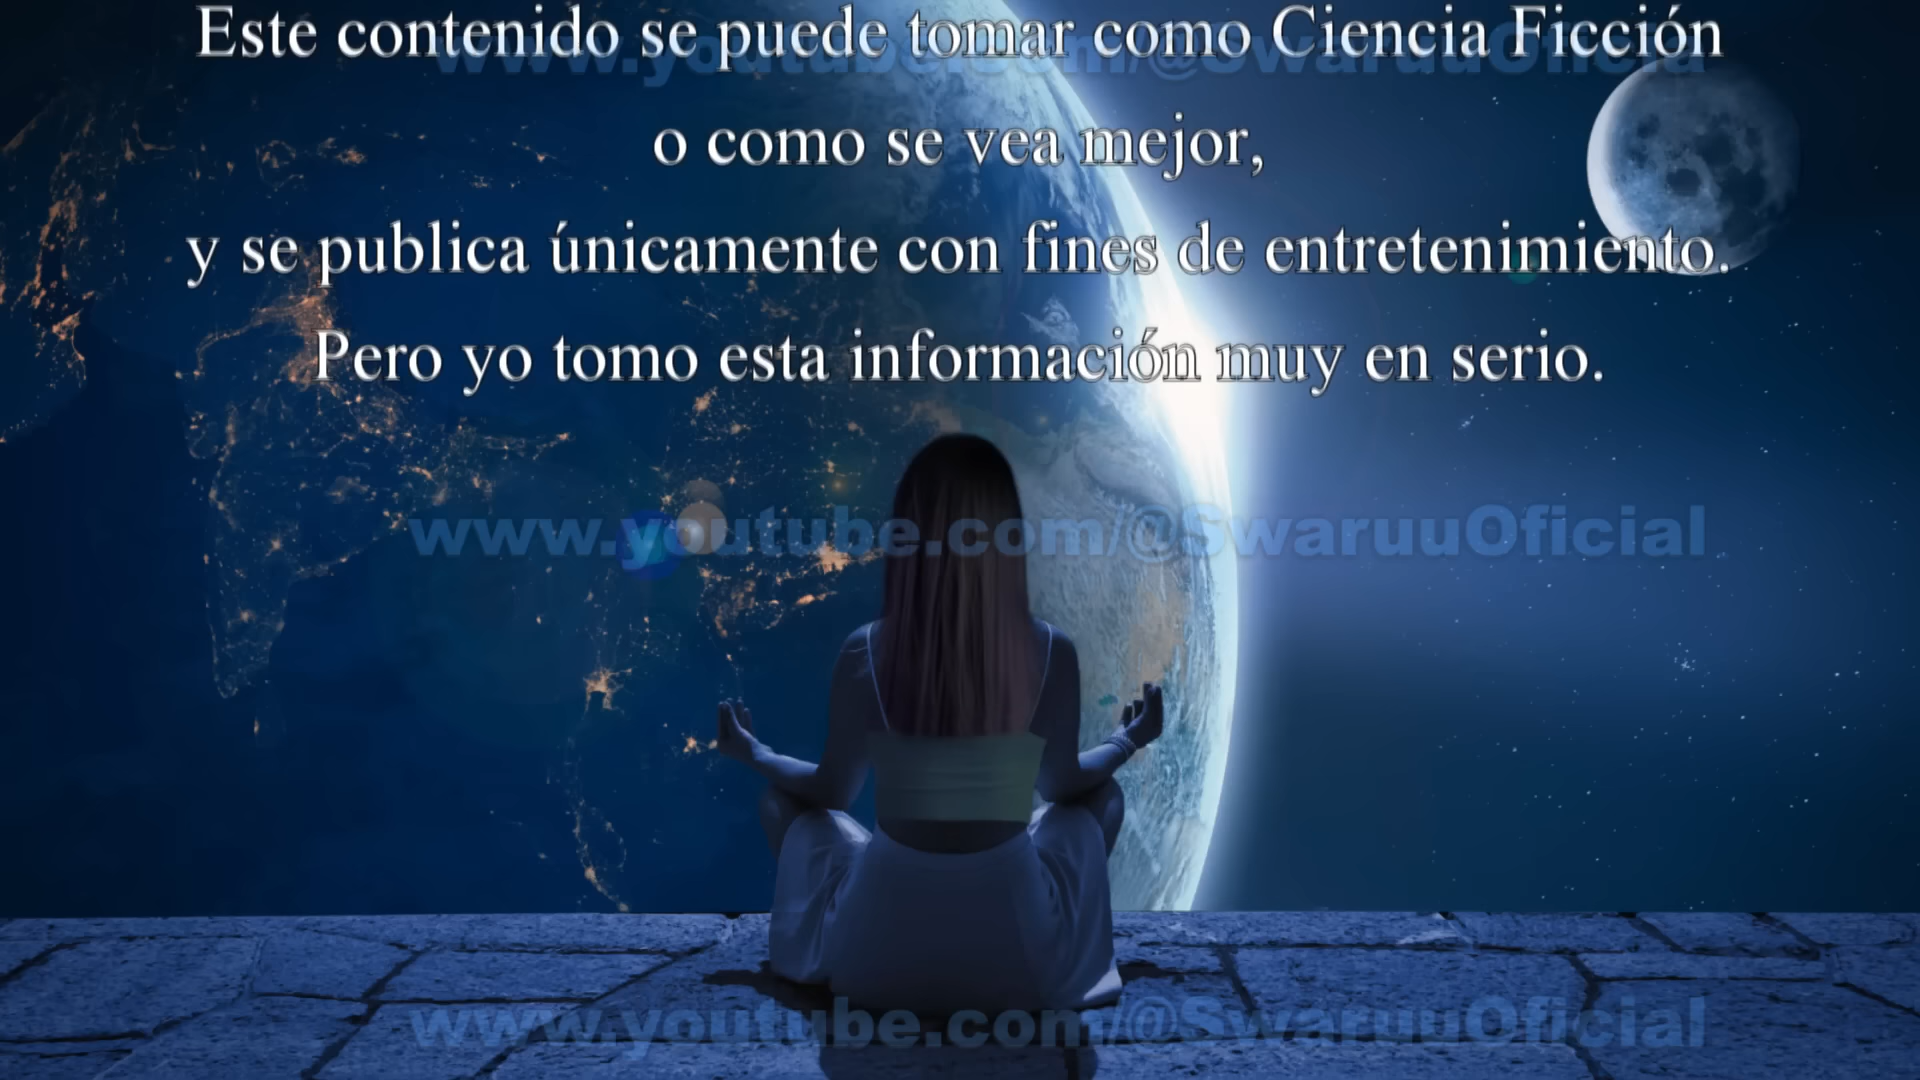 Este contenido se puede tomar como Ciencia Ficción
www.youtube.com/@SwaruuOficial
o como se vea mejor,
y se publica únicamente con fines de entretenimiento.
Pero yo tomo esta información muy en serio.
www.youtube.com/@SwaruuOficial
www.youtube.com/@SwaruuOficial